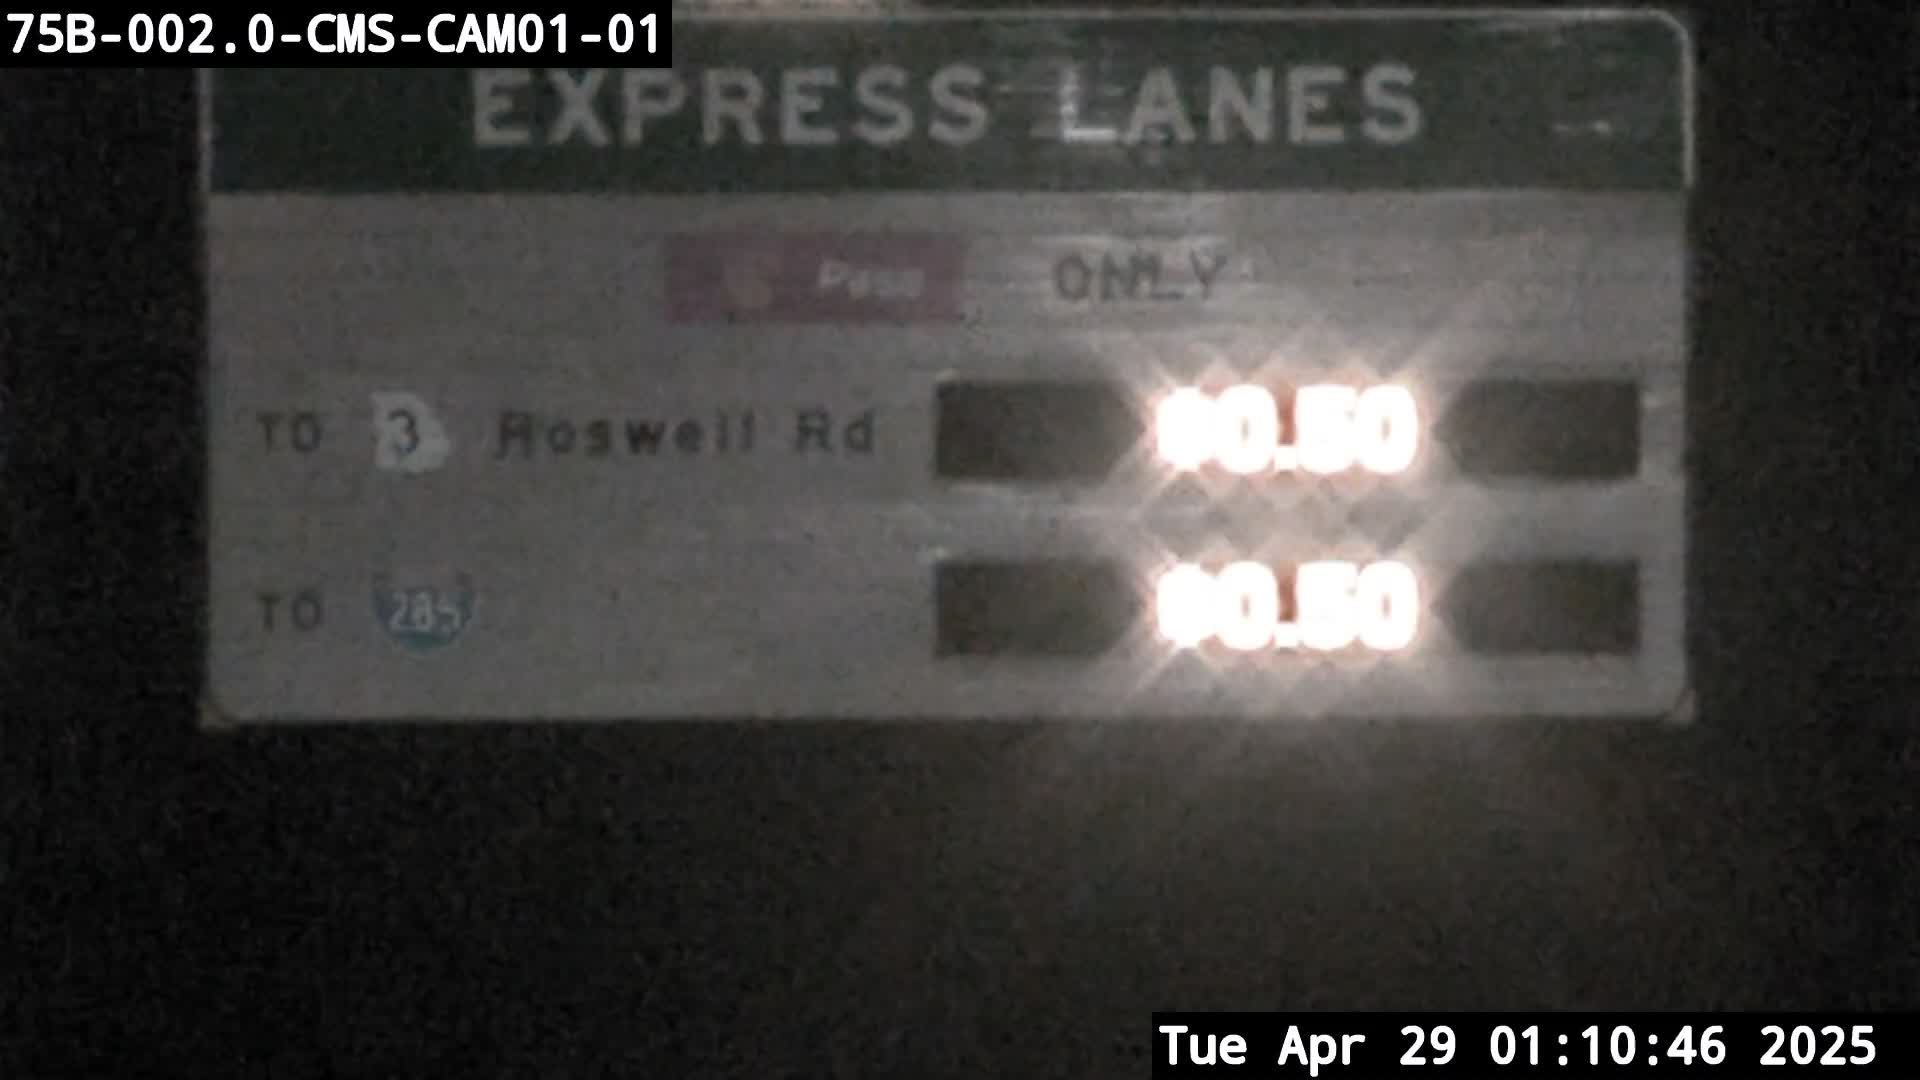 75B-002.0-CMS-CAM01-01
EXPRESS LANES
Pass ONLY
TO 3 Roswell Rd $0.50
TO 285 $0.50
Tue Apr 29 01:10:46 2025